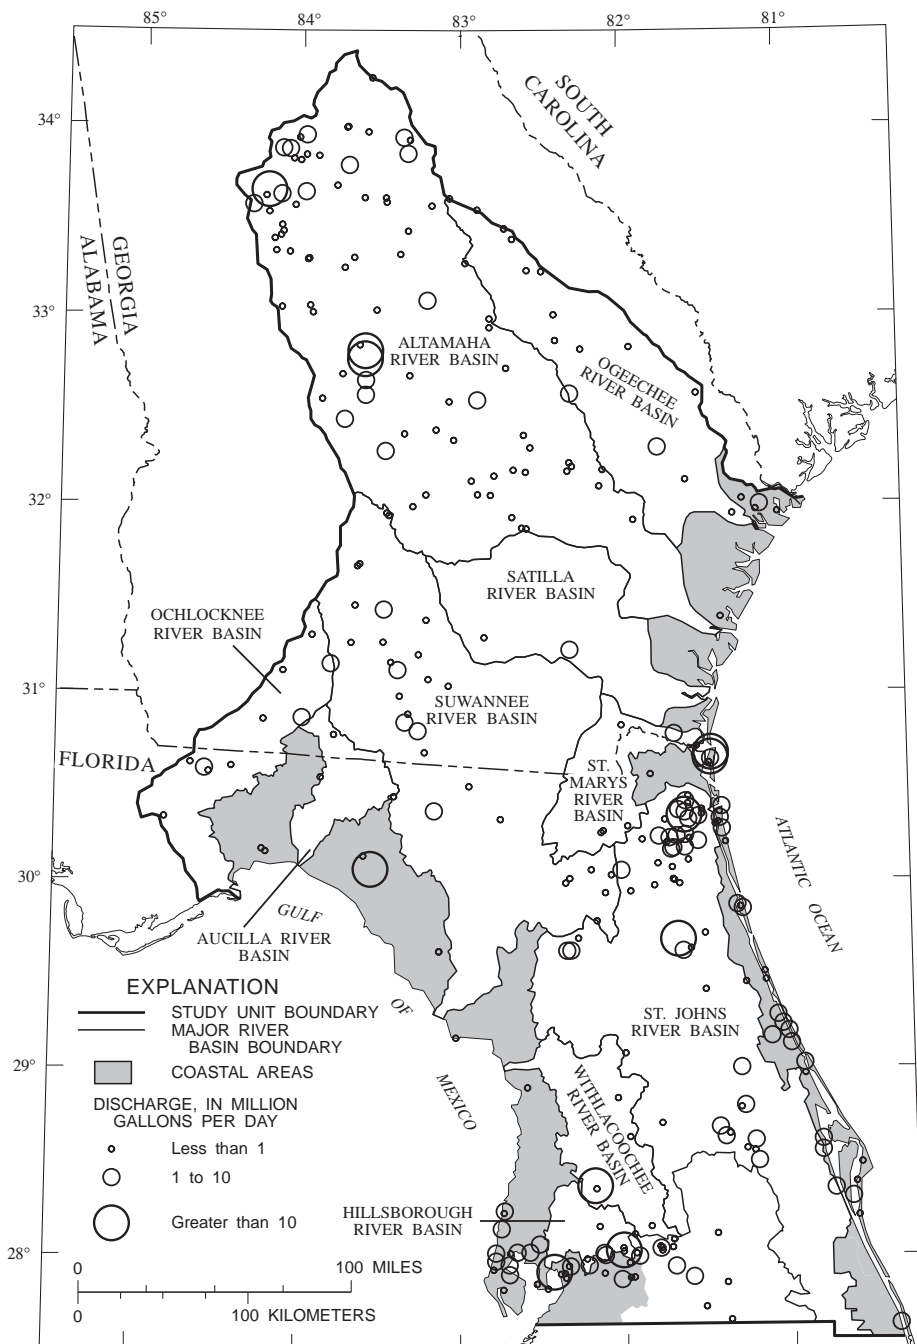 85°
84°
83°
82°
81°
34°
33°
32°
31°
30°
29°
28°
SOUTH
CAROLINA
GEORGIA
ALABAMA
ALTAMAHA
RIVER BASIN
OGEECHEE
RIVER BASIN
SATILLA
RIVER BASIN
OCHLOCKNEE
RIVER BASIN
SUWANNEE
RIVER BASIN
FLORIDA
ST.
MARYS
RIVER
BASIN
ATLANTIC OCEAN
GULF
OF
MEXICO
AUCILLA RIVER
BASIN
ST. JOHNS
RIVER BASIN
WITHLACOOCHEE
RIVER BASIN
HILLSBOROUGH
RIVER BASIN
EXPLANATION
STUDY UNIT BOUNDARY
MAJOR RIVER
BASIN BOUNDARY
COASTAL AREAS
DISCHARGE, IN MILLION
GALLONS PER DAY
Less than 1
1 to 10
Greater than 10
0 100 MILES
0 100 KILOMETERS